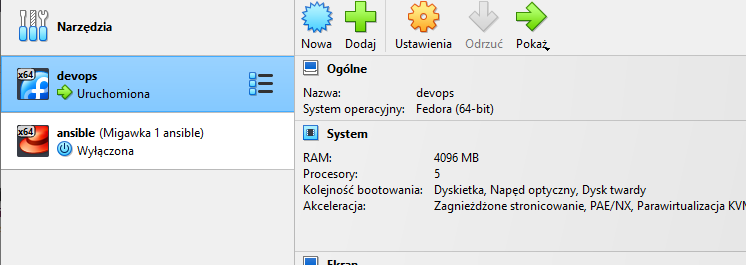 Narzędzia
Nowa Dodaj Ustawienia Odrzuć Pokaż
x64 devops
Uruchomiona
x64 ansible (Migawka 1 ansible)
Wyłączona
Ogólne
Nazwa: devops
System operacyjny: Fedora (64-bit)
System
RAM: 4096 MB
Procesory: 5
Kolejność bootowania: Dyskietka, Napęd optyczny, Dysk twardy
Akceleracja: Zagnieżdżone stronicowanie, PAE/NX, Parawirtualizacja KVM
Ekran